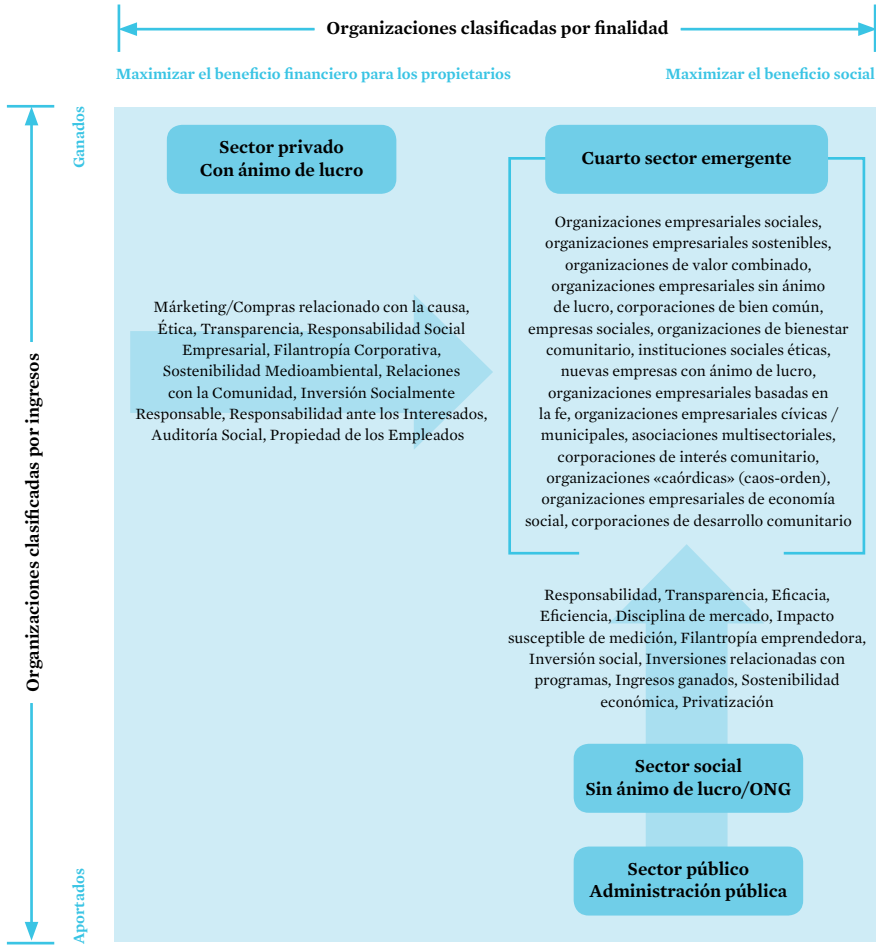 Organizaciones clasificadas por finalidad
Maximizar el beneficio financiero para los propietarios
Maximizar el beneficio social
Organizaciones clasificadas por ingresos
Ganados
Aportados
Sector privado
Con ánimo de lucro
Márketing/Compras relacionado con la causa,
Ética, Transparencia, Responsabilidad Social
Empresarial, Filantropía Corporativa,
Sostenibilidad Medioambiental, Relaciones
con la Comunidad, Inversión Socialmente
Responsable, Responsabilidad ante los Interesados,
Auditoría Social, Propiedad de los Empleados
Cuarto sector emergente
Organizaciones empresariales sociales,
organizaciones empresariales sostenibles,
organizaciones de valor combinado,
organizaciones empresariales sin ánimo
de lucro, corporaciones de bien común,
empresas sociales, organizaciones de bienestar
comunitario, instituciones sociales éticas,
nuevas empresas con ánimo de lucro,
organizaciones empresariales basadas en
la fe, organizaciones empresariales cívicas /
municipales, asociaciones multisectoriales,
corporaciones de interés comunitario,
organizaciones «caórdicas» (caos-orden),
organizaciones empresariales de economía
social, corporaciones de desarrollo comunitario
Responsabilidad, Transparencia, Eficacia,
Eficiencia, Disciplina de mercado, Impacto
susceptible de medición, Filantropía emprendedora,
Inversión social, Inversiones relacionadas con
programas, Ingresos ganados, Sostenibilidad
económica, Privatización
Sector social
Sin ánimo de lucro/ONG
Sector público
Administración pública